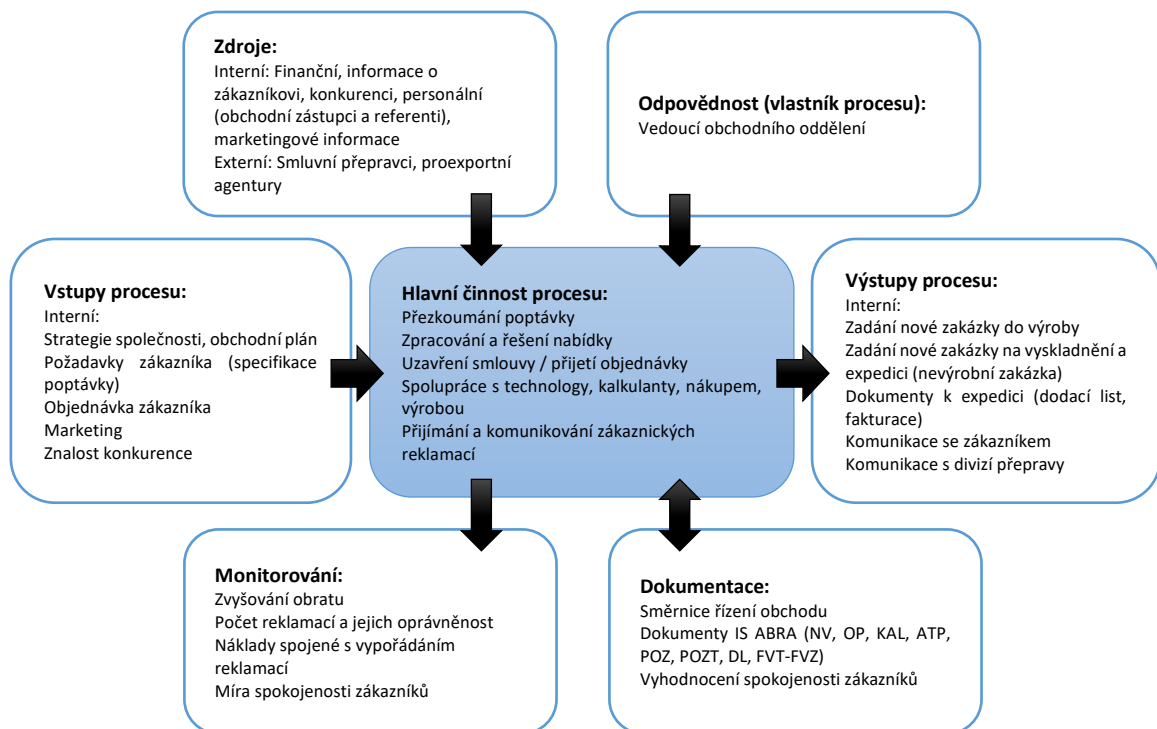 Zdroje:
Interní: Finanční, informace o
zákazníkovi, konkurenci, personální
(obchodní zástupci a referenti),
marketingové informace
Externí: Smluvní přepravci, proexportní
agentury
Odpovědnost (vlastník procesu):
Vedoucí obchodního oddělení
Vstupy procesu:
Interní:
Strategie společnosti, obchodní plán
Požadavky zákazníka (specifikace
poptávky)
Objednávka zákazníka
Marketing
Znalost konkurence
Hlavní činnost procesu:
Přezkoumání poptávky
Zpracování a řešení nabídky
Uzavření smlouvy / přijetí objednávky
Spolupráce s technology, kalkulanty, nákupem,
výrobou
Přijímání a komunikování zákaznických
reklamací
Výstupy procesu:
Interní:
Zadání nové zakázky do výroby
Zadání nové zakázky na vyskladnění a
expedici (nevýrobní zakázka)
Dokumenty k expedici (dodací list,
fakturace)
Komunikace se zákazníkem
Komunikace s divizí přepravy
Monitorování:
Zvyšování obratu
Počet reklamací a jejich oprávněnost
Náklady spojené s vypořádáním
reklamací
Míra spokojenosti zákazníků
Dokumentace:
Směrnice řízení obchodu
Dokumenty IS ABRA (NV, OP, KAL, ATP,
POZ, POZT, DL, FVT-FVZ)
Vyhodnocení spokojenosti zákazníků